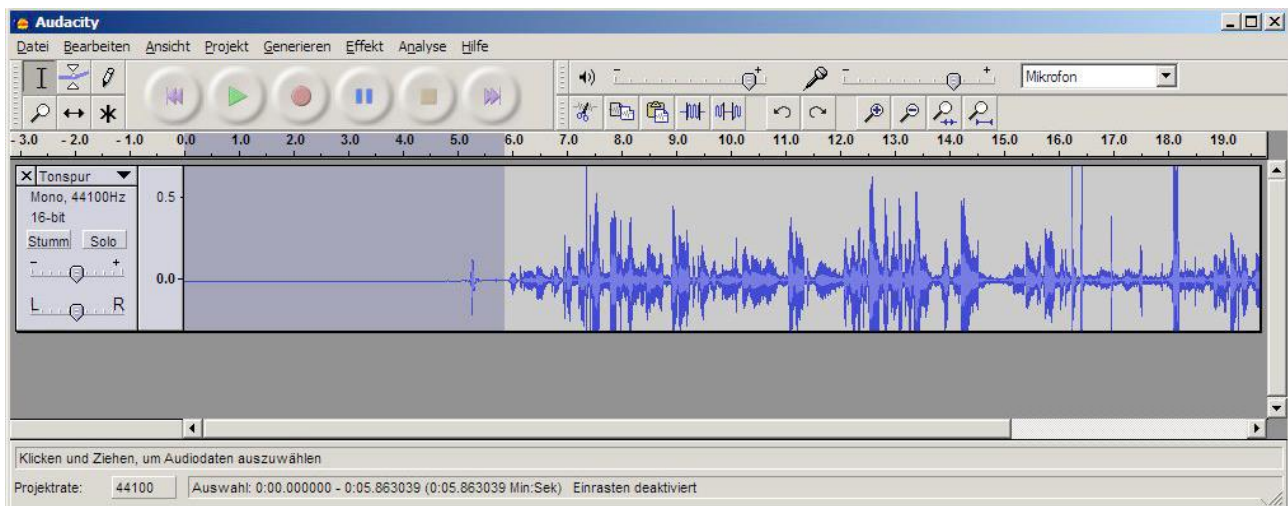 Audacity
Datei Bearbeiten Ansicht Projekt Generieren Effekt Analyse Hilfe
Mikrofon
- 3.0 - 2.0 - 1.0 0.0 1.0 2.0 3.0 4.0 5.0 6.0 7.0 8.0 9.0 10.0 11.0 12.0 13.0 14.0 15.0 16.0 17.0 18.0 19.0
X Tonspur
Mono, 44100Hz
16-bit
Stumm Solo
- +
L R
0.5
0.0
Klicken und Ziehen, um Audiodaten auszuwählen
Projektrate: 44100 Auswahl: 0:00.000000 - 0:05.863039 (0:05.863039 Min:Sek) Einrasten deaktiviert